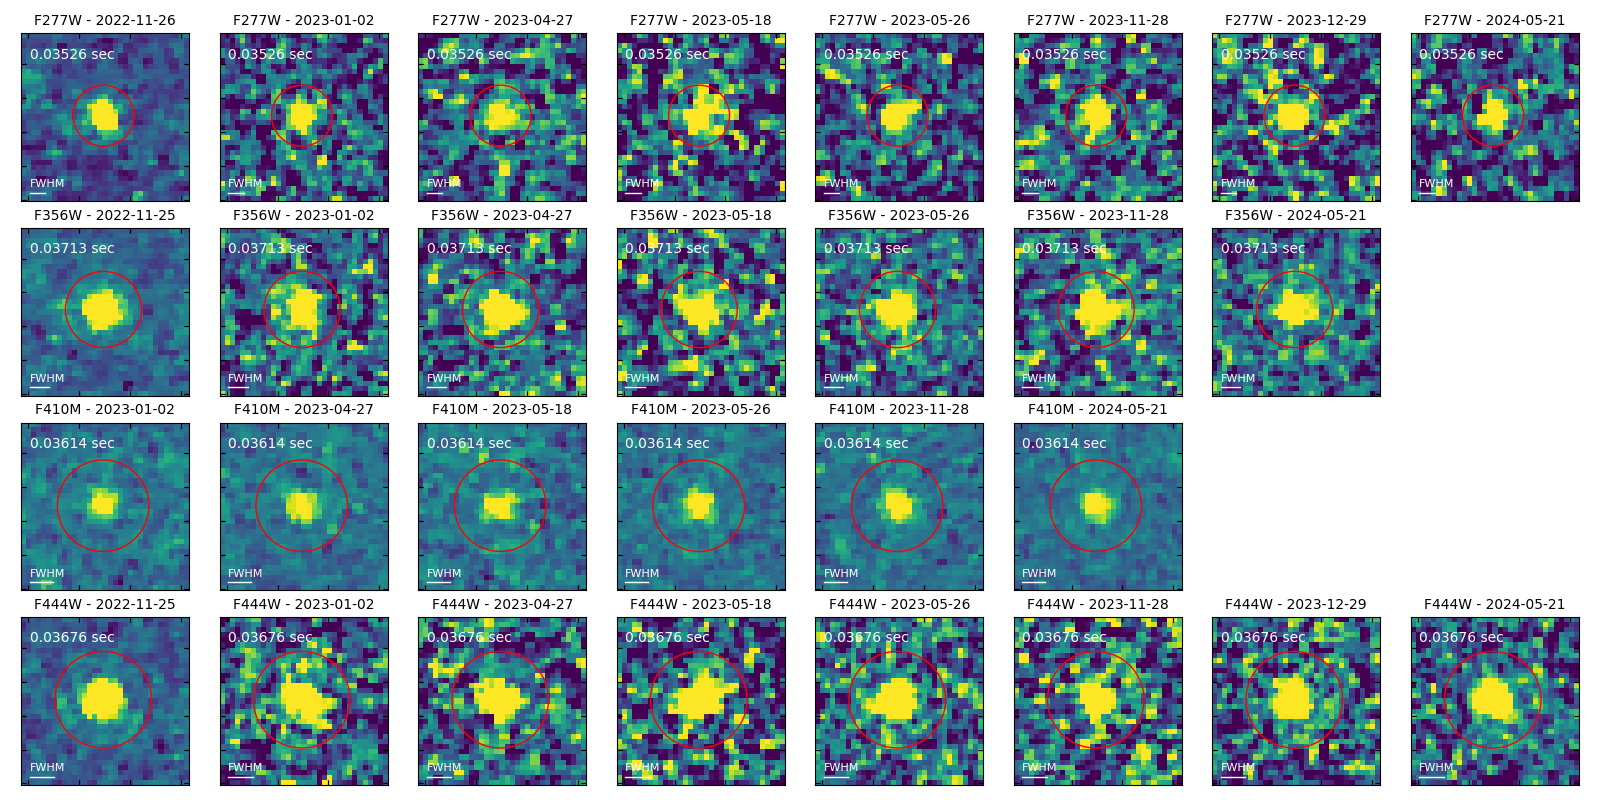 F277W - 2022-11-26
F277W - 2023-01-02
F277W - 2023-04-27
F277W - 2023-05-18
F277W - 2023-05-26
F277W - 2023-11-28
F277W - 2023-12-29
F277W - 2024-05-21
0.03526 sec
0.03526 sec
0.03526 sec
0.03526 sec
0.03526 sec
0.03526 sec
0.03526 sec
0.03526 sec
FWHM
FWHM
FWHM
FWHM
FWHM
FWHM
FWHM
FWHM
F356W - 2022-11-25
F356W - 2023-01-02
F356W - 2023-04-27
F356W - 2023-05-18
F356W - 2023-05-26
F356W - 2023-11-28
F356W - 2024-05-21
0.03713 sec
0.03713 sec
0.03713 sec
0.03713 sec
0.03713 sec
0.03713 sec
0.03713 sec
FWHM
FWHM
FWHM
FWHM
FWHM
FWHM
FWHM
F410M - 2023-01-02
F410M - 2023-04-27
F410M - 2023-05-18
F410M - 2023-05-26
F410M - 2023-11-28
F410M - 2024-05-21
0.03614 sec
0.03614 sec
0.03614 sec
0.03614 sec
0.03614 sec
0.03614 sec
FWHM
FWHM
FWHM
FWHM
FWHM
FWHM
F444W - 2022-11-25
F444W - 2023-01-02
F444W - 2023-04-27
F444W - 2023-05-18
F444W - 2023-05-26
F444W - 2023-11-28
F444W - 2023-12-29
F444W - 2024-05-21
0.03676 sec
0.03676 sec
0.03676 sec
0.03676 sec
0.03676 sec
0.03676 sec
0.03676 sec
0.03676 sec
FWHM
FWHM
FWHM
FWHM
FWHM
FWHM
FWHM
FWHM